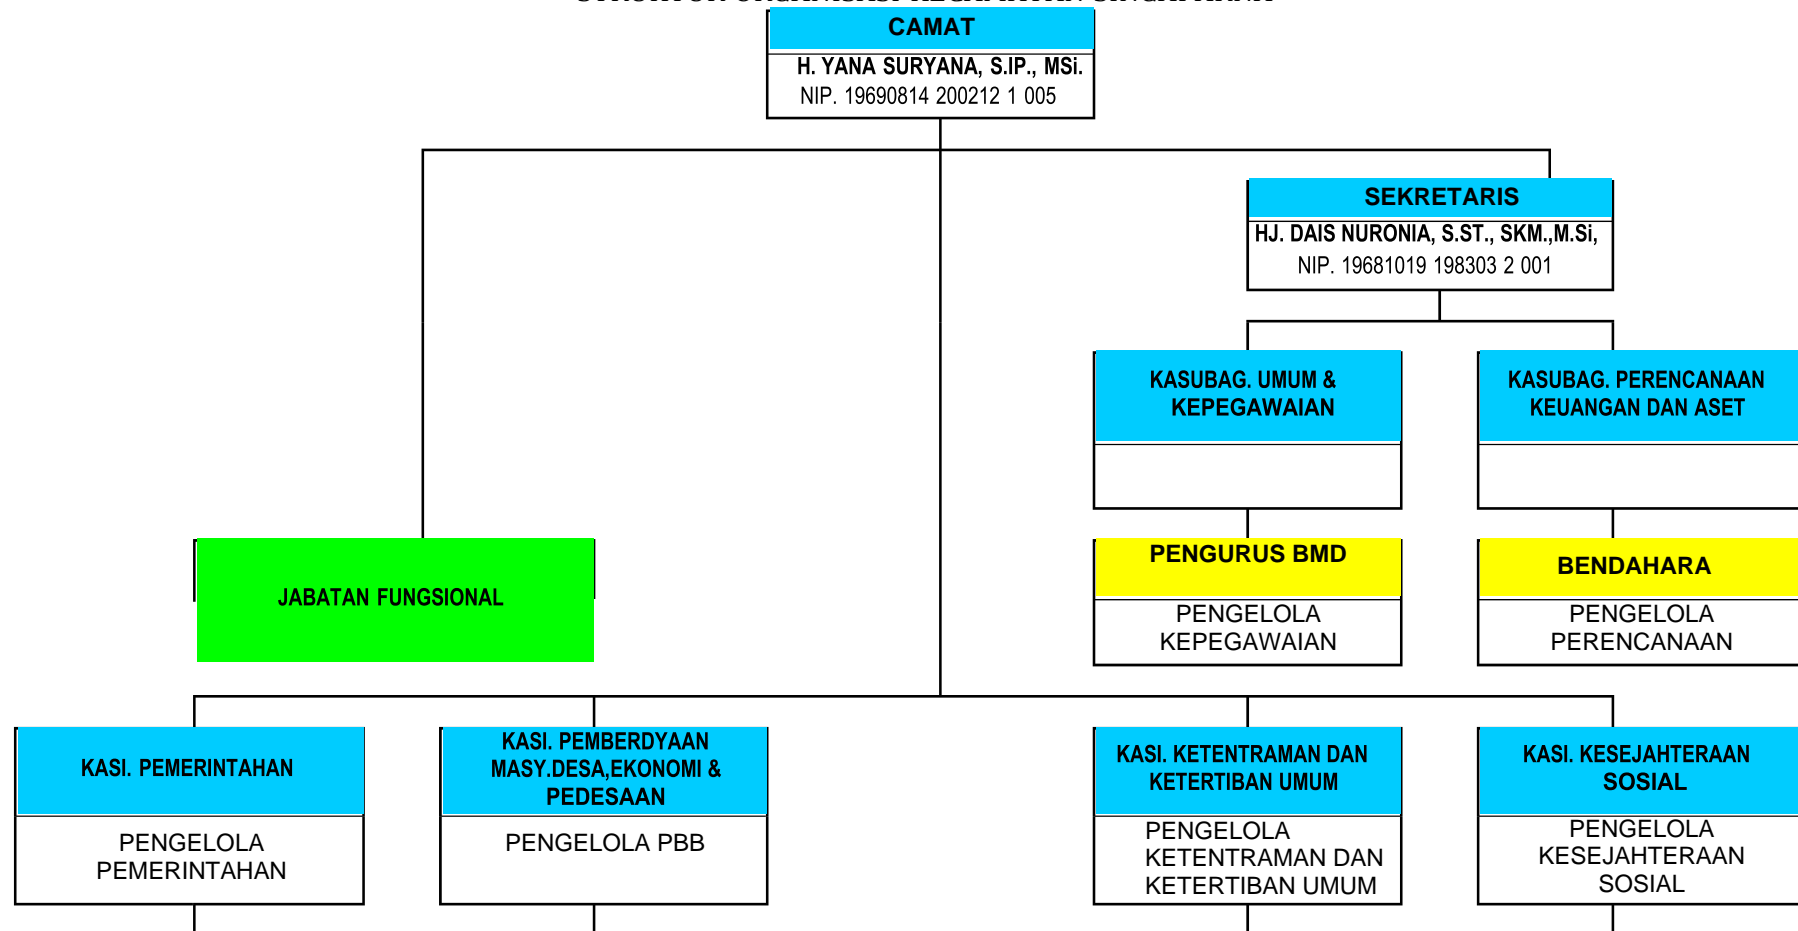 CAMAT
H. YANA SURYANA, S.IP., MSi.
NIP. 19690814 200212 1 005
SEKRETARIS
HJ. DAIS NURONIA, S.ST., SKM.,M.Si,
NIP. 19681019 198303 2 001
KASUBAG. UMUM &
KEPEGAWAIAN
KASUBAG. PERENCANAAN
KEUANGAN DAN ASET
JABATAN FUNGSIONAL
PENGURUS BMD
PENGELOLA
KEPEGAWAIAN
BENDAHARA
PENGELOLA
PERENCANAAN
KASI. PEMERINTAHAN
PENGELOLA
PEMERINTAHAN
KASI. PEMBERDYAAN
MASY.DESA,EKONOMI &
PEDESAAN
PENGELOLA PBB
KASI. KETENTRAMAN DAN
KETERTIBAN UMUM
PENGELOLA
KETENTRAMAN DAN
KETERTIBAN UMUM
KASI. KESEJAHTERAAN
SOSIAL
PENGELOLA
KESEJAHTERAAN
SOSIAL